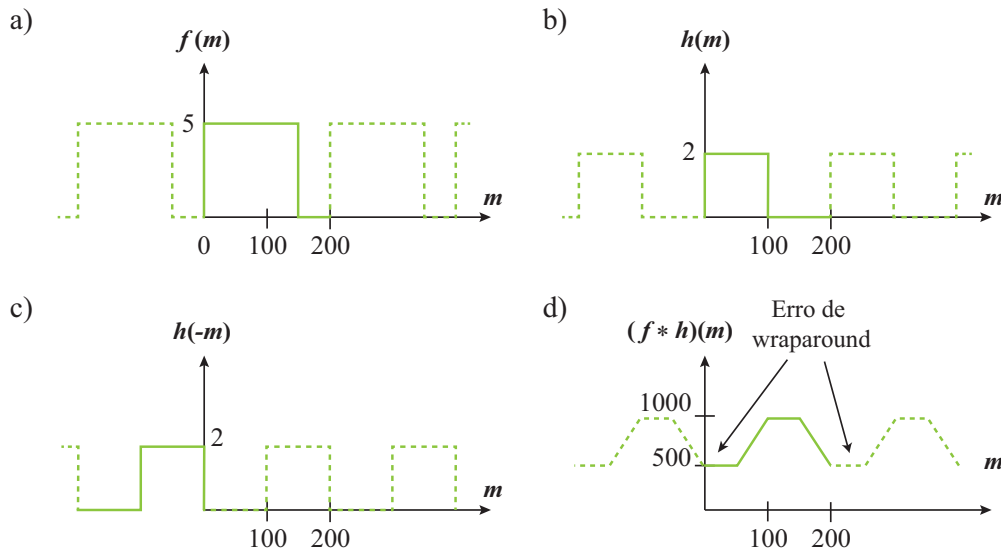 a)
f (m)
5
m
0 100 200
b)
h(m)
2
m
100 200
c)
h(-m)
2
m
100 200
d)
Erro de
wraparound
(f * h)(m)
1000
500
m
100 200